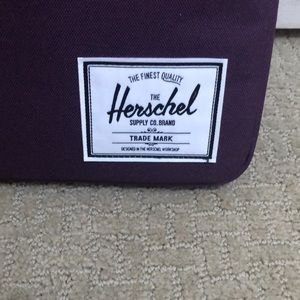 THE FINEST QUALITY
THE
Herschel
SUPPLY CO. BRAND
TRADE MARK
DESIGNED IN THE HERSCHEL WORKSHOP